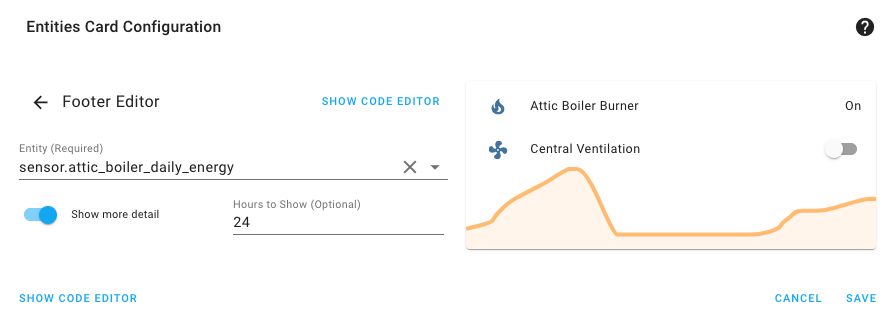 Entities Card Configuration
Footer Editor
SHOW CODE EDITOR
Entity (Required)
sensor.attic_boiler_daily_energy
Show more detail
Hours to Show (Optional)
24
Attic Boiler Burner
On
Central Ventilation
SHOW CODE EDITOR
CANCEL
SAVE